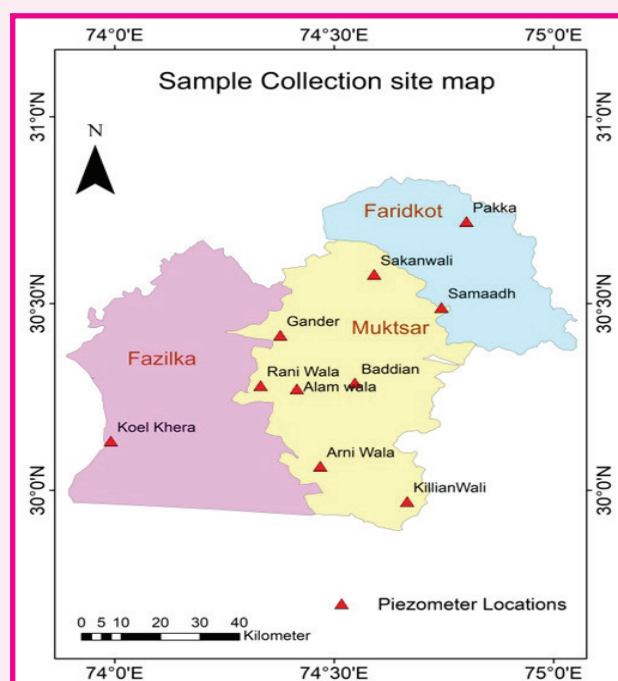 74°0'E 74°30'E 75°0'E
Sample Collection site map
31°0'N 31°0'N
N
Faridkot
Pakka
Sakanwali
Samaadh
30°30'N 30°30'N
Gander
Muktsar
Fazilka
Rani Wala
Baddian
Alam wala
Koel Khera
Arni Wala
KillianWali
30°0'N 30°0'N
Piezometer Locations
0 5 10 20 30 40
Kilometer
74°0'E 74°30'E 75°0'E